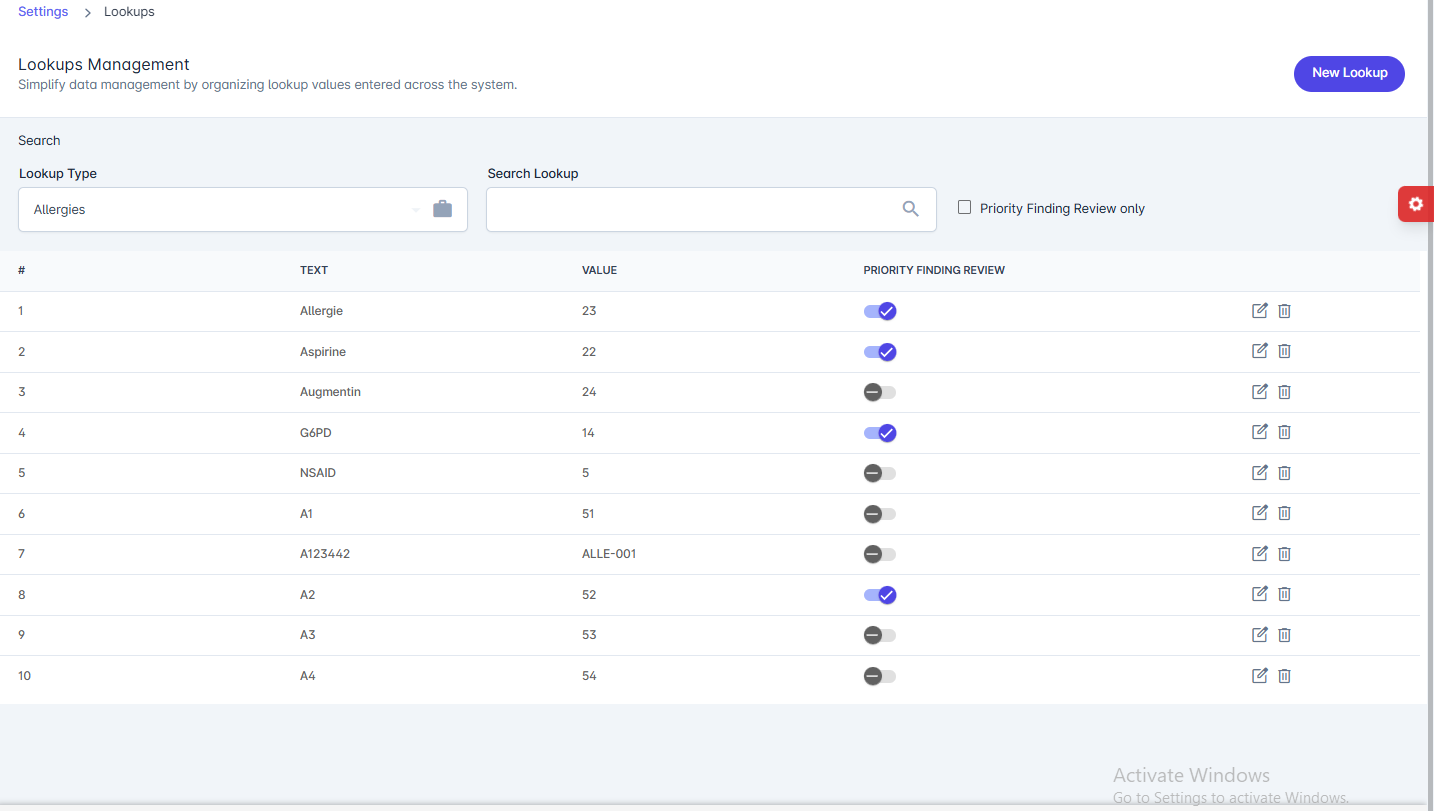 Settings > Lookups
Lookups Management
Simplify data management by organizing lookup values entered across the system.
New Lookup
Search
Lookup Type
Search Lookup
Allergies
Priority Finding Review only
# TEXT VALUE PRIORITY FINDING REVIEW
1 Allergie 23
2 Aspirine 22
3 Augmentin 24
4 G6PD 14
5 NSAID 5
6 A1 51
7 A123442 ALLE-001
8 A2 52
9 A3 53
10 A4 54
Activate Windows
Go to Settings to activate Windows.